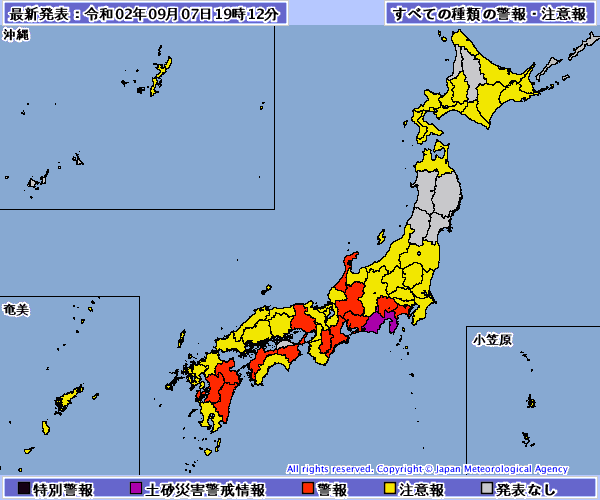 最新発表：令和02年09月07日19時12分
すべての種類の警報・注意報
沖縄
奄美
小笠原
All rights reserved. Copyright © Japan Meteorological Agency
特別警報 土砂災害警戒情報 警報 注意報 発表なし